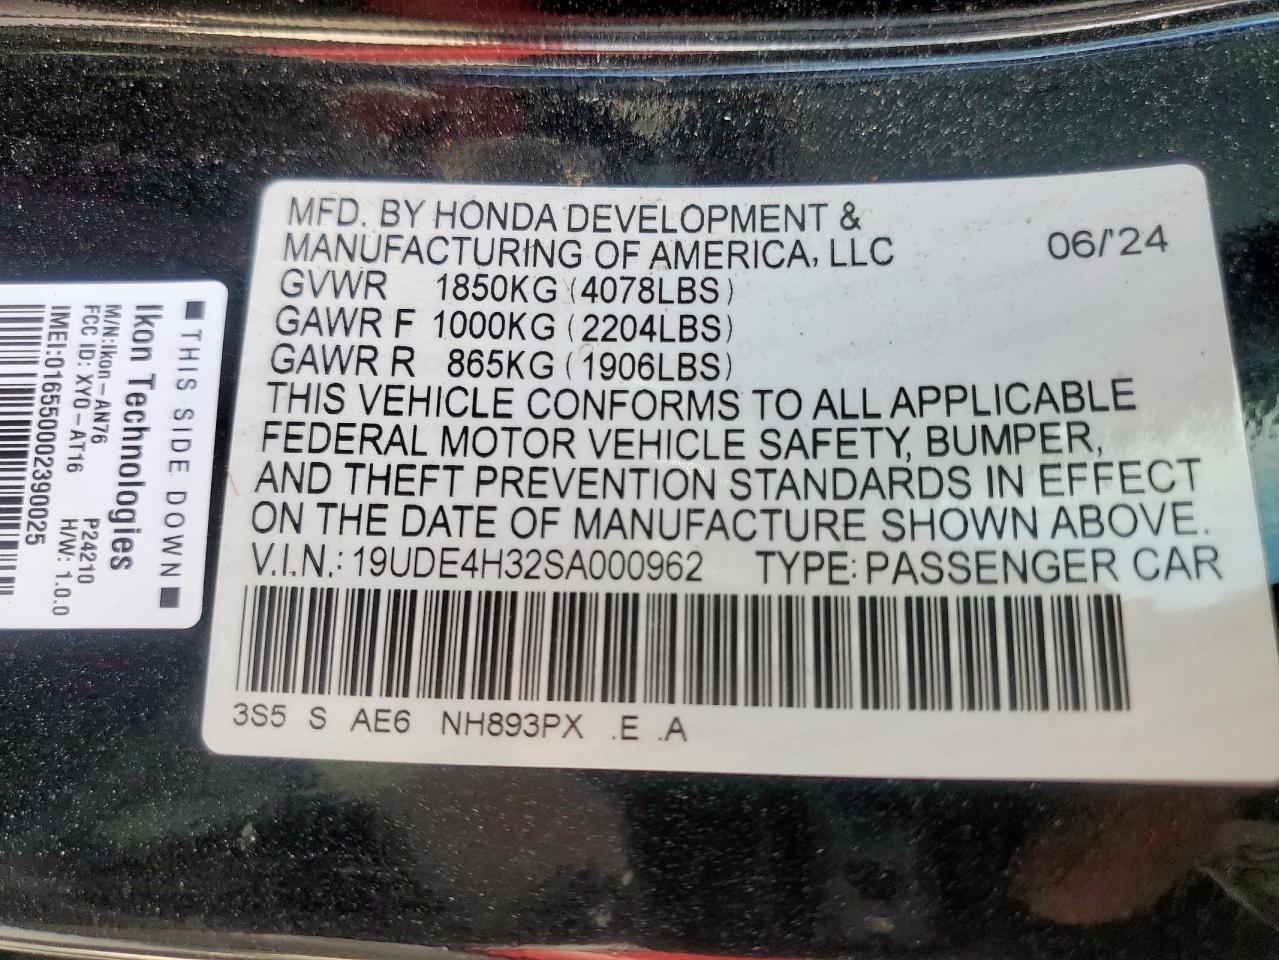 MFD. BY HONDA DEVELOPMENT &
MANUFACTURING OF AMERICA, LLC 06/'24
GVWR 1850KG (4078LBS)
GAWR F 1000KG (2204LBS)
GAWR R 865KG (1906LBS)
THIS VEHICLE CONFORMS TO ALL APPLICABLE
FEDERAL MOTOR VEHICLE SAFETY, BUMPER,
AND THEFT PREVENTION STANDARDS IN EFFECT
ON THE DATE OF MANUFACTURE SHOWN ABOVE.
V.I.N.: 19UDE4H32SA000962 TYPE: PASSENGER CAR
3S5 S AE6 NH893PX .E .A
■ THIS SIDE DOWN ■
Ikon Technologies
M/N:Ikon-AN76 P24210
FCC ID: XYO-AT16 H/W: 1.0.0
IMEI:016550002390025